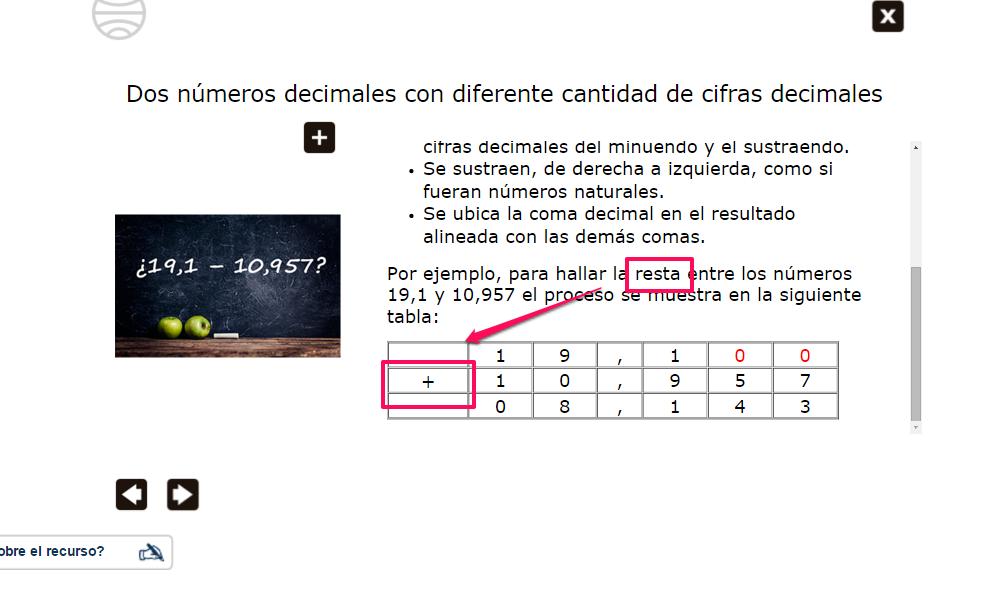 X
Dos números decimales con diferente cantidad de cifras decimales
+
cifras decimales del minuendo y el sustraendo.
• Se sustraen, de derecha a izquierda, como si
fueran números naturales.
• Se ubica la coma decimal en el resultado
alineada con las demás comas.
¿19,1 – 10,957?
Por ejemplo, para hallar la resta entre los números
19,1 y 10,957 el proceso se muestra en la siguiente
tabla:
1 9 , 1 0 0
+ 1 0 , 9 5 7
0 8 , 1 4 3
obre el recurso?